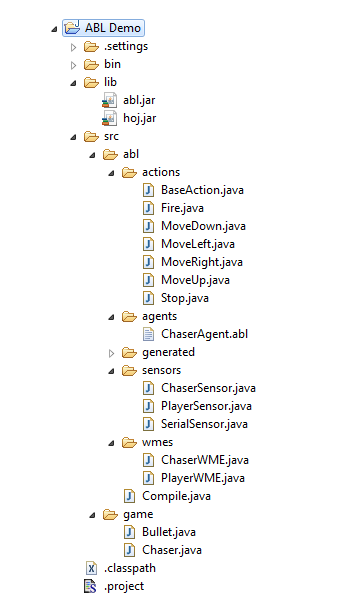 ABL Demo
.settings
bin
lib
abl.jar
hoj.jar
src
abl
actions
BaseAction.java
Fire.java
MoveDown.java
MoveLeft.java
MoveRight.java
MoveUp.java
Stop.java
agents
ChaserAgent.abl
generated
sensors
ChaserSensor.java
PlayerSensor.java
SerialSensor.java
wmes
ChaserWME.java
PlayerWME.java
Compile.java
game
Bullet.java
Chaser.java
.classpath
.project